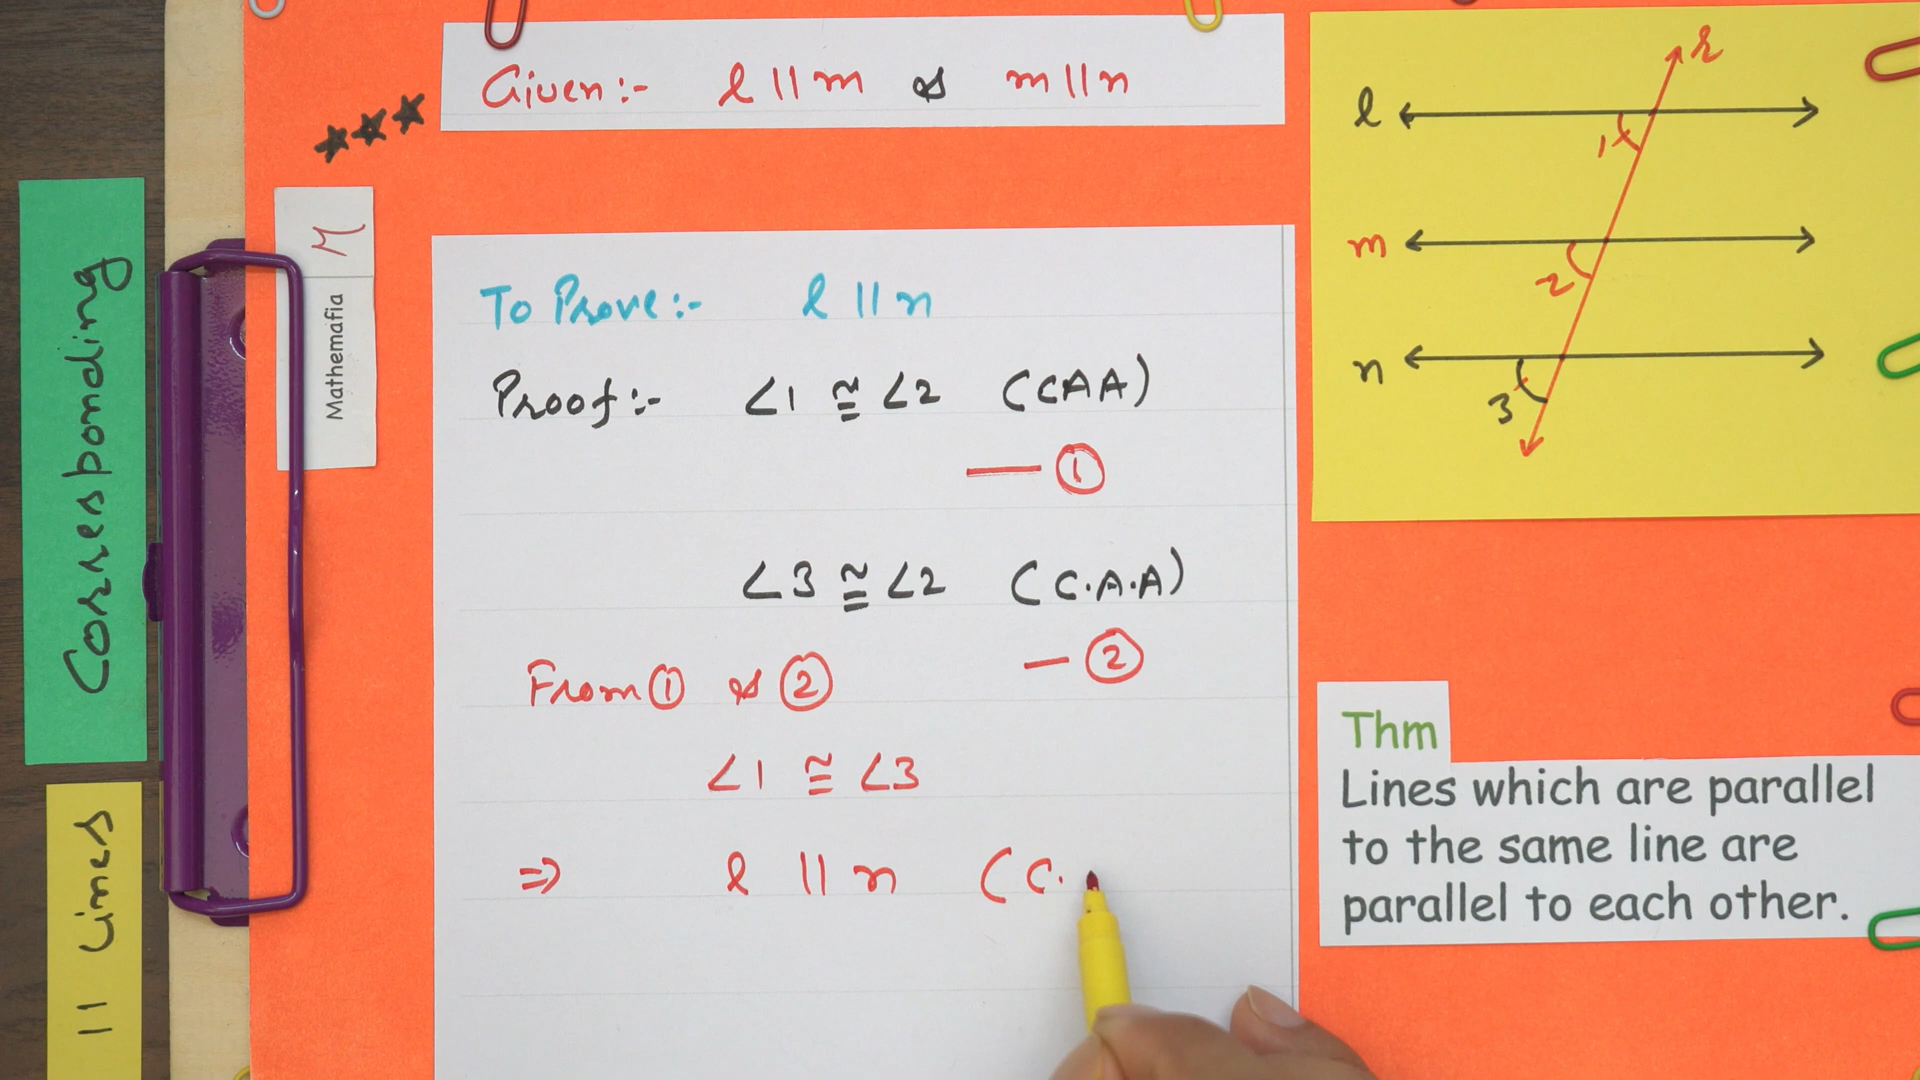 Given:- l || m & m || n
M
Mathemafia
Corresponding
|| Lines
To Prove:- l || n
Proof:- ∠1 ≅ ∠2 (CAA)
— ①
∠3 ≅ ∠2 (C.A.A)
— ②
From ① & ②
∠1 ≅ ∠3
⇒ l || n (C.
r
l
1
m
2
n
3
Thm
Lines which are parallel
to the same line are
parallel to each other.